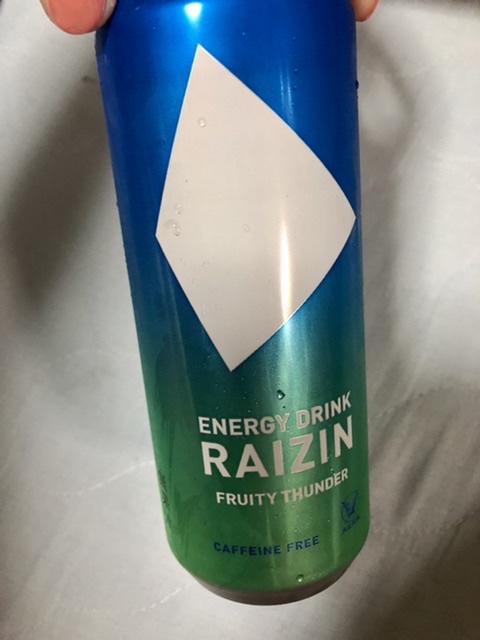 ENERGY DRINK
RAIZIN
FRUITY THUNDER
CAFFEINE FREE